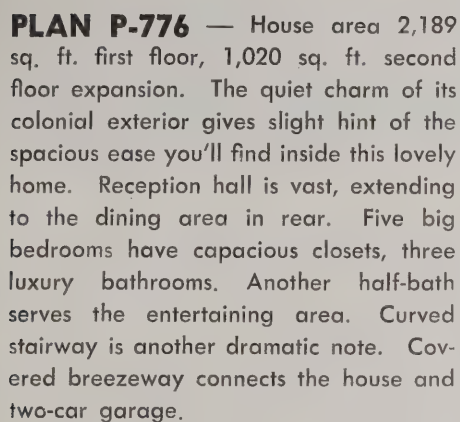 PLAN P-776 — House area 2,189
sq. ft. first floor, 1,020 sq. ft. second
floor expansion. The quiet charm of its
colonial exterior gives slight hint of the
spacious ease you'll find inside this lovely
home. Reception hall is vast, extending
to the dining area in rear. Five big
bedrooms have capacious closets, three
luxury bathrooms. Another half-bath
serves the entertaining area. Curved
stairway is another dramatic note. Cov-
ered breezeway connects the house and
two-car garage.